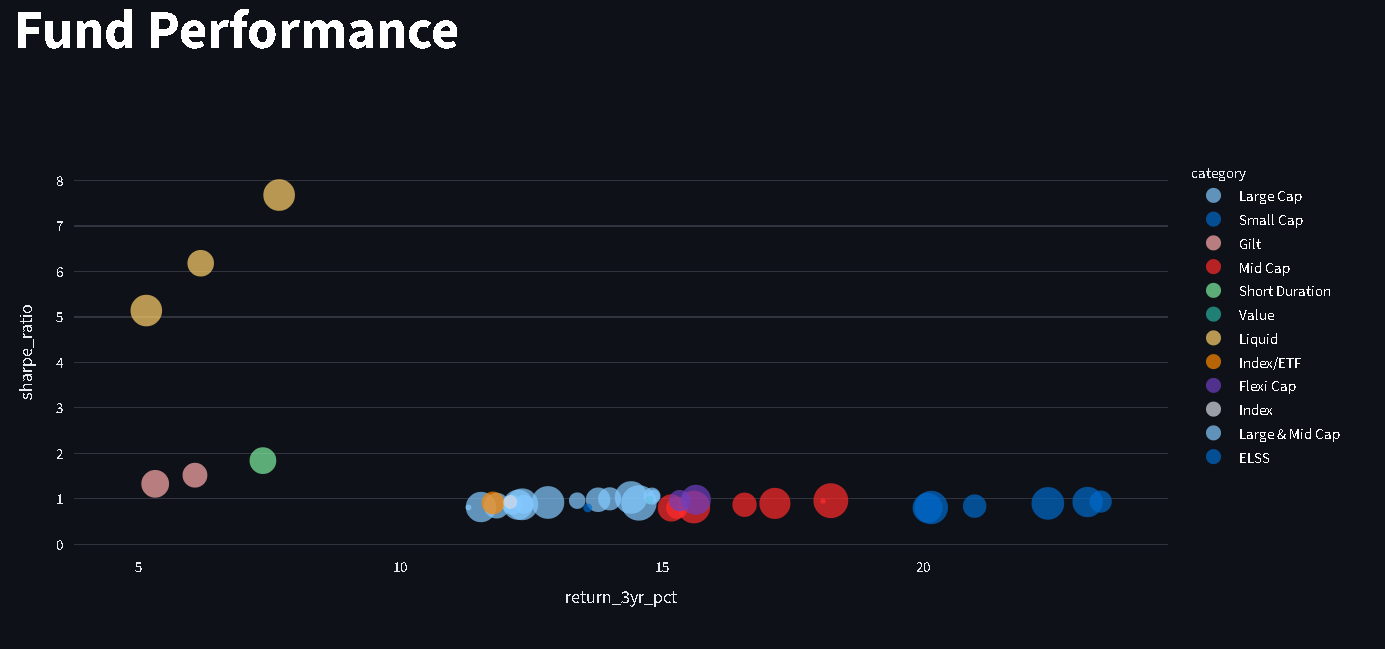 Fund Performance
category
Large Cap
Small Cap
Gilt
Mid Cap
Short Duration
Value
Liquid
Index/ETF
Flexi Cap
Index
Large & Mid Cap
ELSS
sharpe_ratio
8
7
6
5
4
3
2
1
0
5 10 15 20
return_3yr_pct